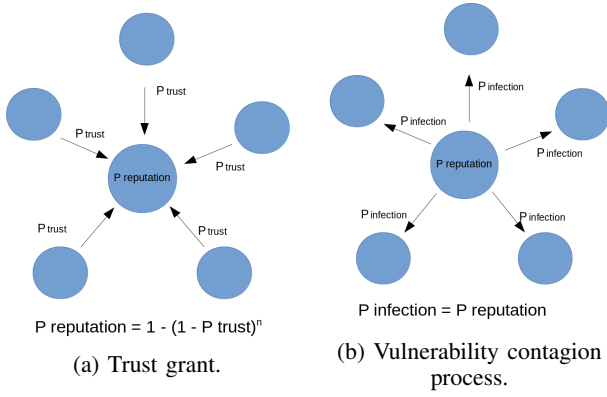 P trust
P trust
P trust
P reputation
P trust
P trust
P reputation = 1 - (1 - P trust)ⁿ
(a) Trust grant.
P infection
P infection
P infection
P reputation
P infection
P infection
P infection = P reputation
(b) Vulnerability contagion
process.